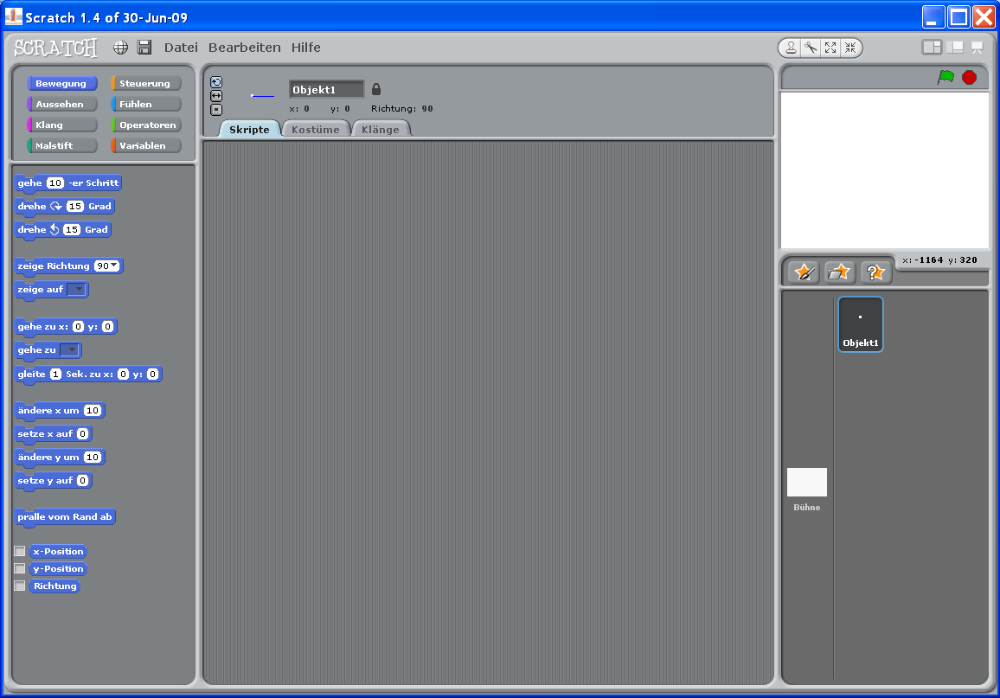 Scratch 1.4 of 30-Jun-09
SCRATCH Datei Bearbeiten Hilfe
Bewegung Steuerung
Aussehen Fühlen
Klang Operatoren
Malstift Variablen
gehe 10 -er Schritt
drehe 15 Grad
drehe 15 Grad
zeige Richtung 90
zeige auf
gehe zu x: 0 y: 0
gehe zu
gleite 1 Sek. zu x: 0 y: 0
ändere x um 10
setze x auf 0
ändere y um 10
setze y auf 0
pralle vom Rand ab
x-Position
y-Position
Richtung
Objekt1
x: 0 y: 0 Richtung: 90
Skripte Kostüme Klänge
x: -1164 y: 320
Objekt1
Bühne